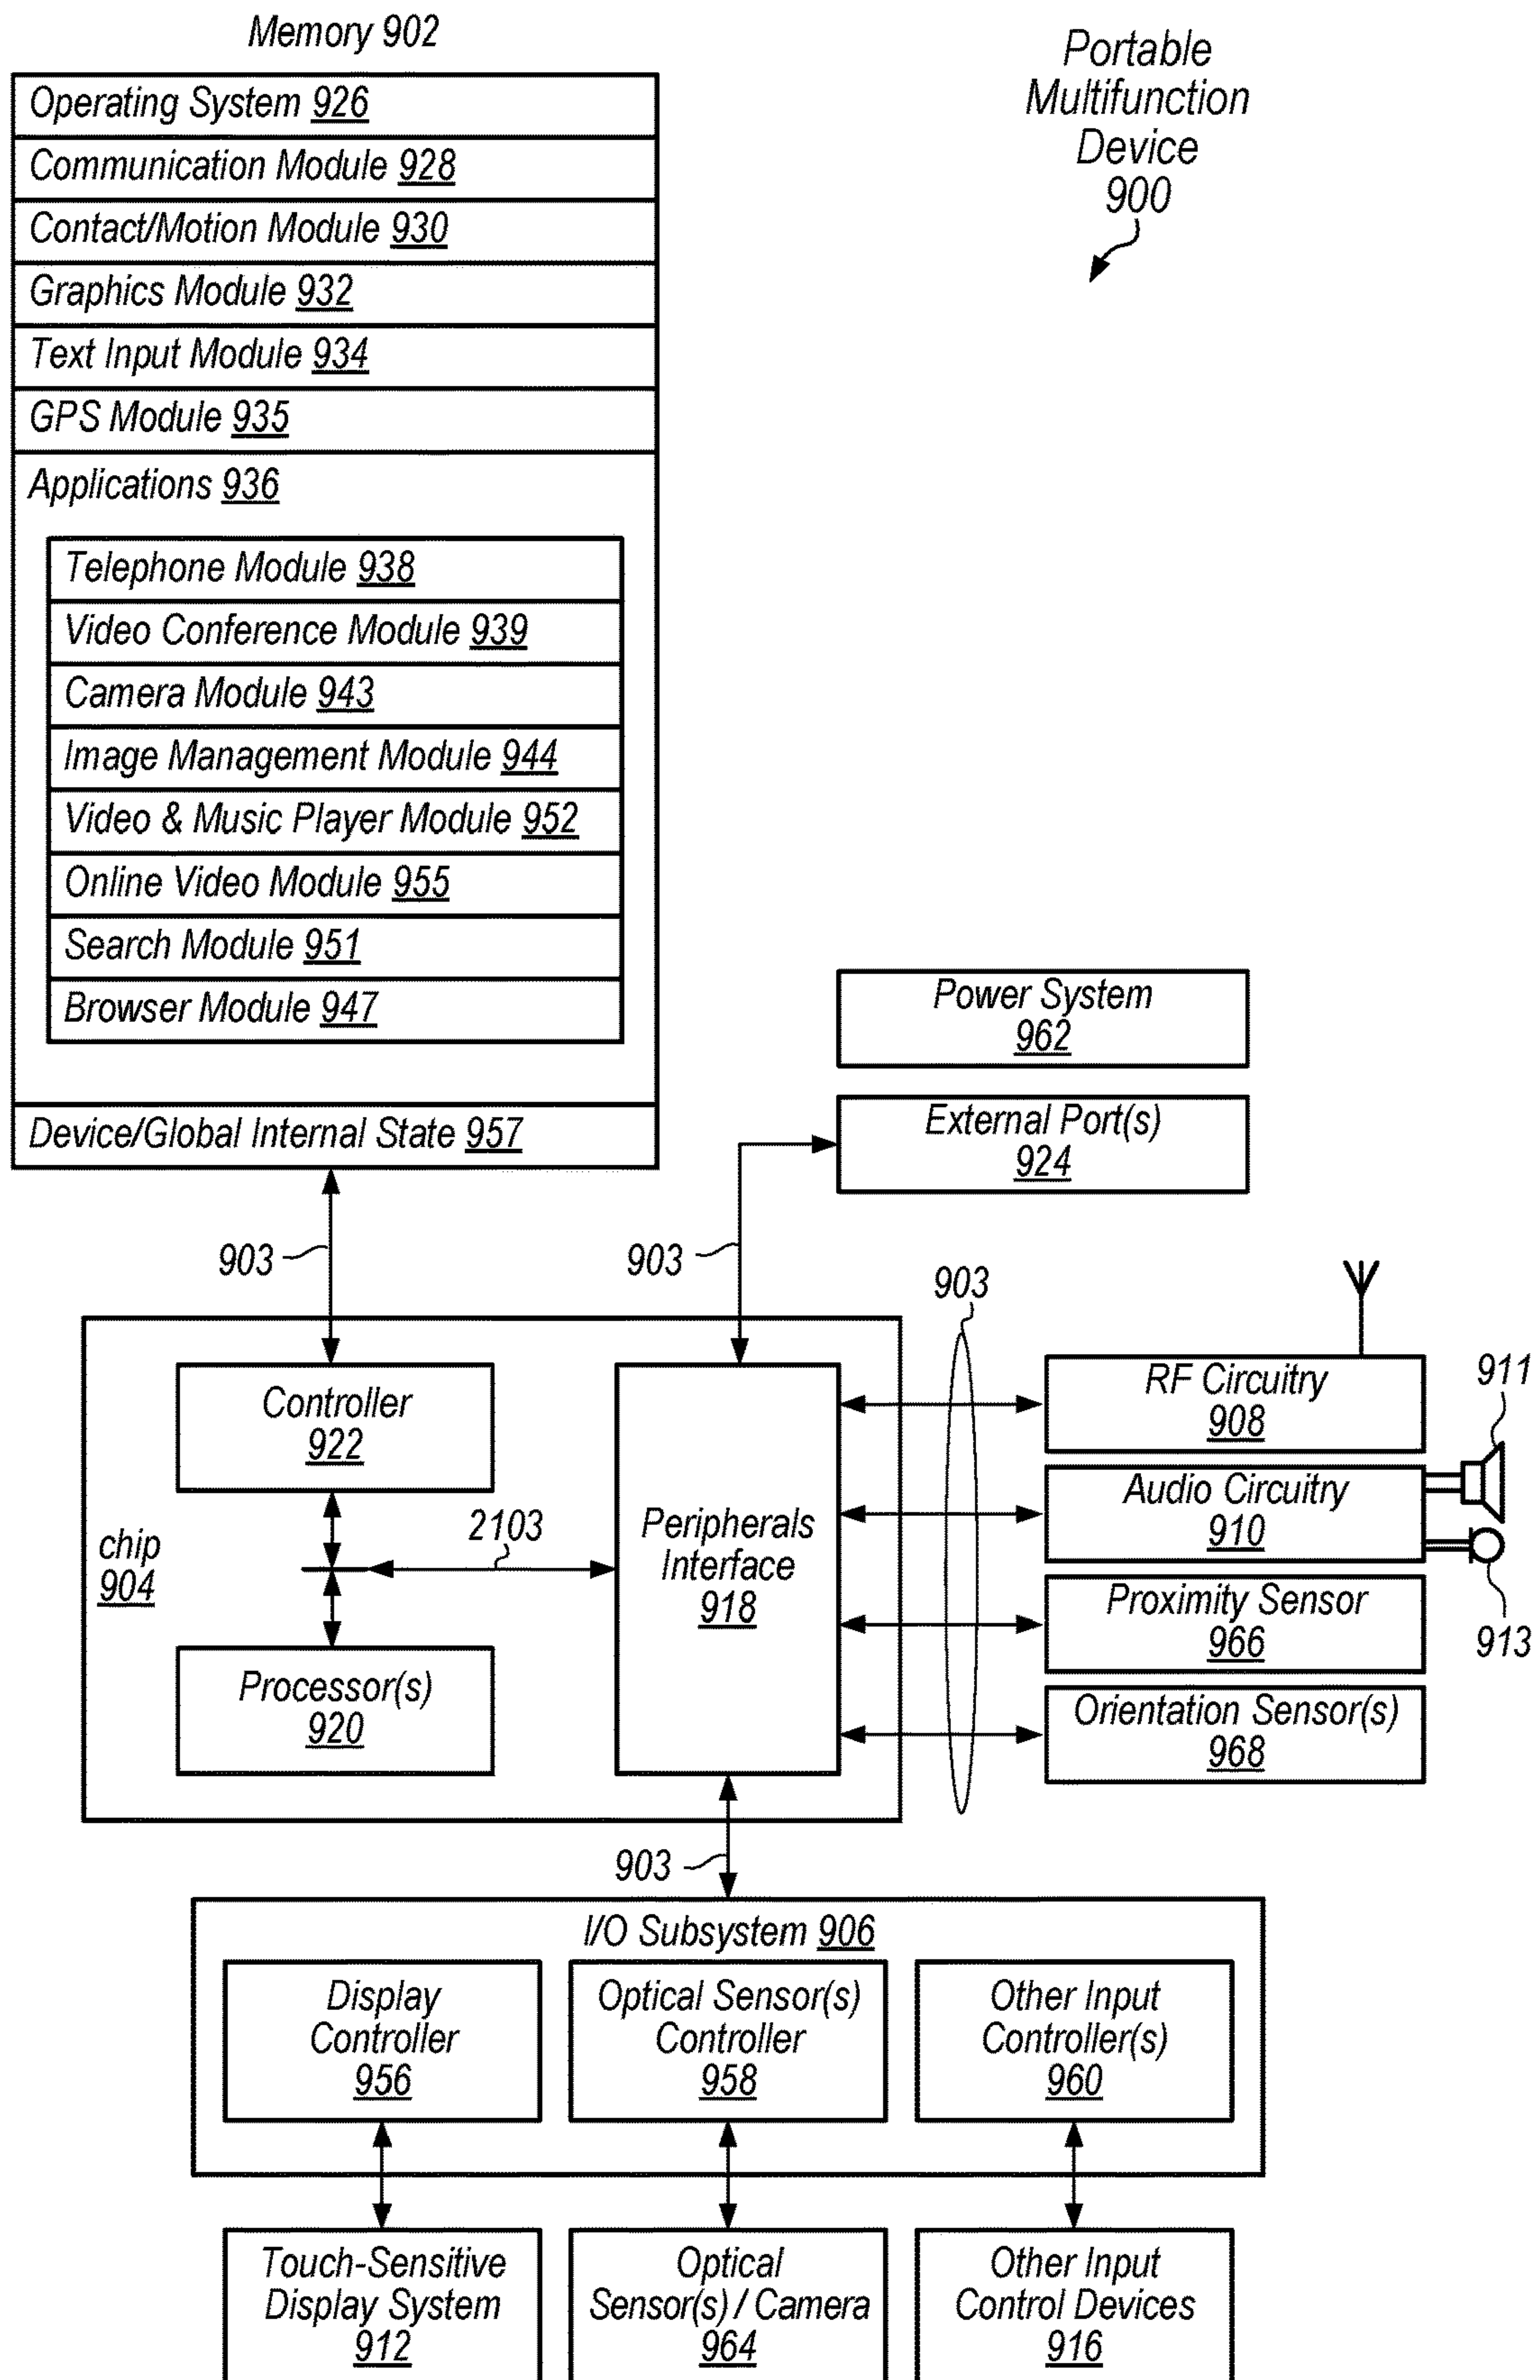 Memory 902
Portable
Multifunction
Device
900
Operating System 926
Communication Module 928
Contact/Motion Module 930
Graphics Module 932
Text Input Module 934
GPS Module 935
Applications 936
Telephone Module 938
Video Conference Module 939
Camera Module 943
Image Management Module 944
Video & Music Player Module 952
Online Video Module 955
Search Module 951
Browser Module 947
Device/Global Internal State 957
Power System
962
External Port(s)
924
903
903
903
chip
904
Controller
922
2103
Processor(s)
920
Peripherals
Interface
918
RF Circuitry
908
911
Audio Circuitry
910
Proximity Sensor
966
913
Orientation Sensor(s)
968
903
I/O Subsystem 906
Display
Controller
956
Optical Sensor(s)
Controller
958
Other Input
Controller(s)
960
Touch-Sensitive
Display System
912
Optical
Sensor(s) / Camera
964
Other Input
Control Devices
916